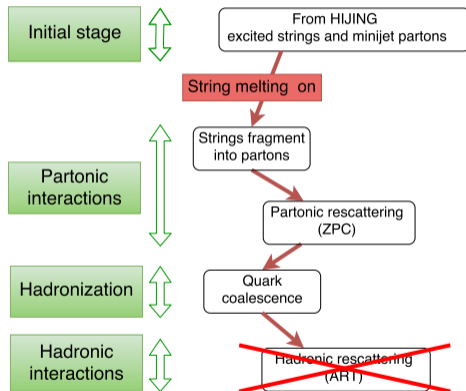 Initial stage
From HIJING
excited strings and minijet partons
String melting on
Strings fragment
into partons
Partonic
interactions
Partonic rescattering
(ZPC)
Hadronization
Quark
coalescence
Hadronic
interactions
Hadronic rescattering
(ART)